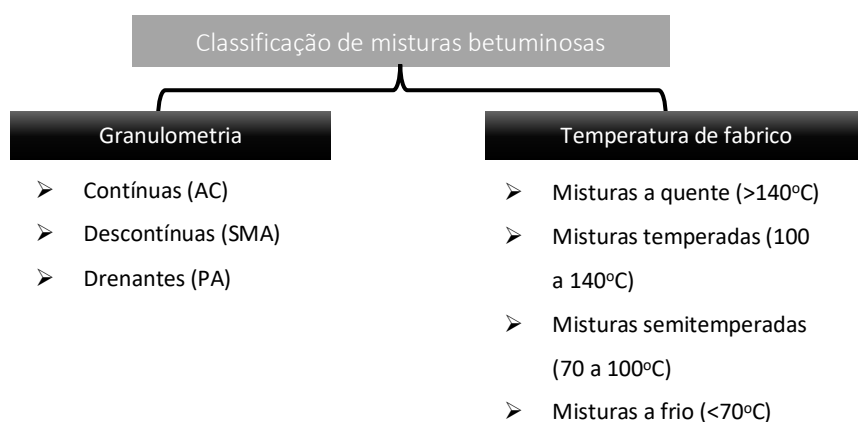 Classificação de misturas betuminosas
Granulometria
➢ Contínuas (AC)
➢ Descontínuas (SMA)
➢ Drenantes (PA)
Temperatura de fabrico
➢ Misturas a quente (>140ºC)
➢ Misturas temperadas (100
a 140ºC)
➢ Misturas semitemperadas
(70 a 100ºC)
➢ Misturas a frio (<70ºC)